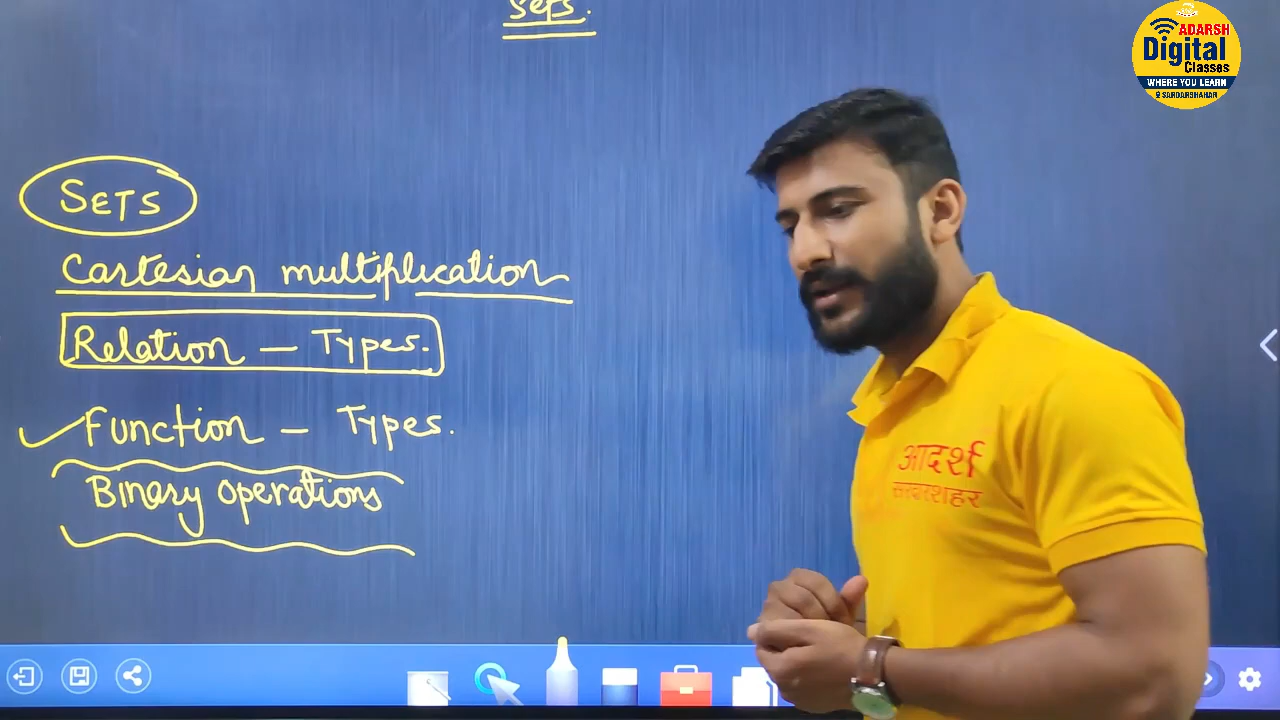 Sets.
SETS
Cartesian multiplication
Relation – Types.
Function – Types.
Binary operations
ADARSH
Digital
Classes
WHERE YOU LEARN
SARDARSHAHAR
आदर्श
सरदारशहर